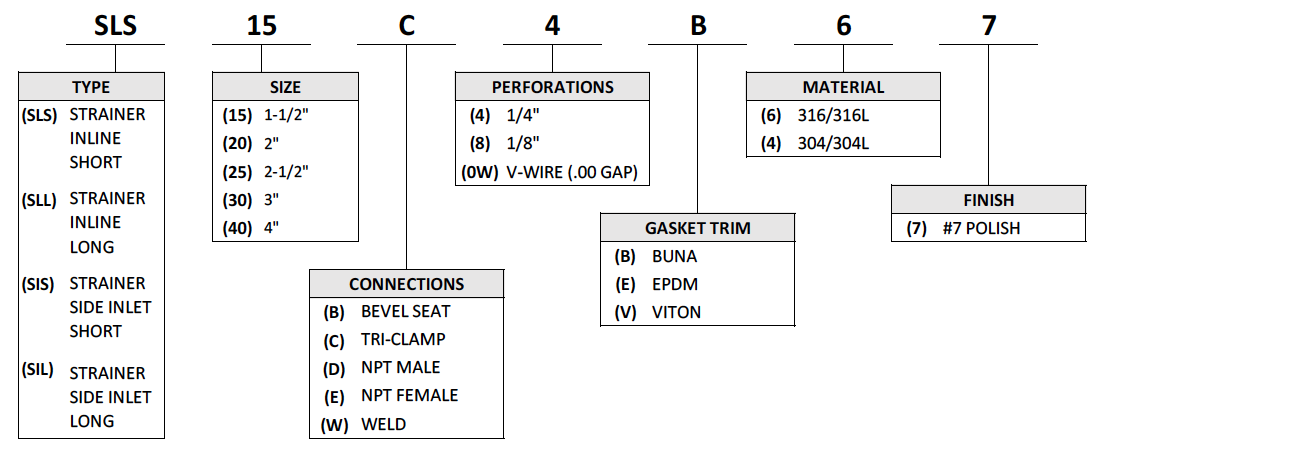 SLS 15 C 4 B 6 7
TYPE
(SLS) STRAINER
INLINE
SHORT
(SLL) STRAINER
INLINE
LONG
(SIS) STRAINER
SIDE INLET
SHORT
(SIL) STRAINER
SIDE INLET
LONG
SIZE
(15) 1-1/2"
(20) 2"
(25) 2-1/2"
(30) 3"
(40) 4"
CONNECTIONS
(B) BEVEL SEAT
(C) TRI-CLAMP
(D) NPT MALE
(E) NPT FEMALE
(W) WELD
PERFORATIONS
(4) 1/4"
(8) 1/8"
(0W) V-WIRE (.00 GAP)
GASKET TRIM
(B) BUNA
(E) EPDM
(V) VITON
MATERIAL
(6) 316/316L
(4) 304/304L
FINISH
(7) #7 POLISH